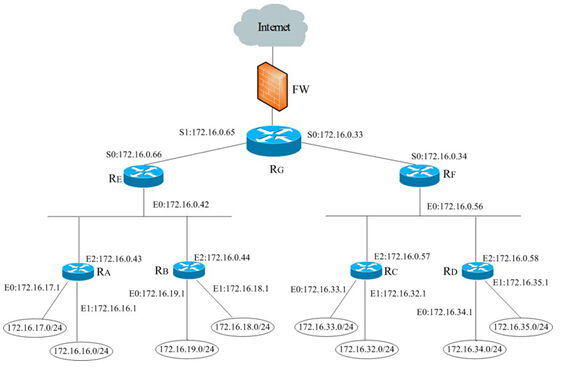 Internet
FW
S1:172.16.0.65
S0:172.16.0.33
RG
S0:172.16.0.66
S0:172.16.0.34
RE
RF
E0:172.16.0.42
E0:172.16.0.56
E2:172.16.0.43
E2:172.16.0.44
E2:172.16.0.57
E2:172.16.0.58
RA
RB
RC
RD
E0:172.16.17.1
E1:172.16.16.1
E0:172.16.19.1
E1:172.16.18.1
E0:172.16.33.1
E1:172.16.32.1
E0:172.16.34.1
E1:172.16.35.1
172.16.17.0/24
172.16.16.0/24
172.16.19.0/24
172.16.18.0/24
172.16.33.0/24
172.16.32.0/24
172.16.34.0/24
172.16.35.0/24